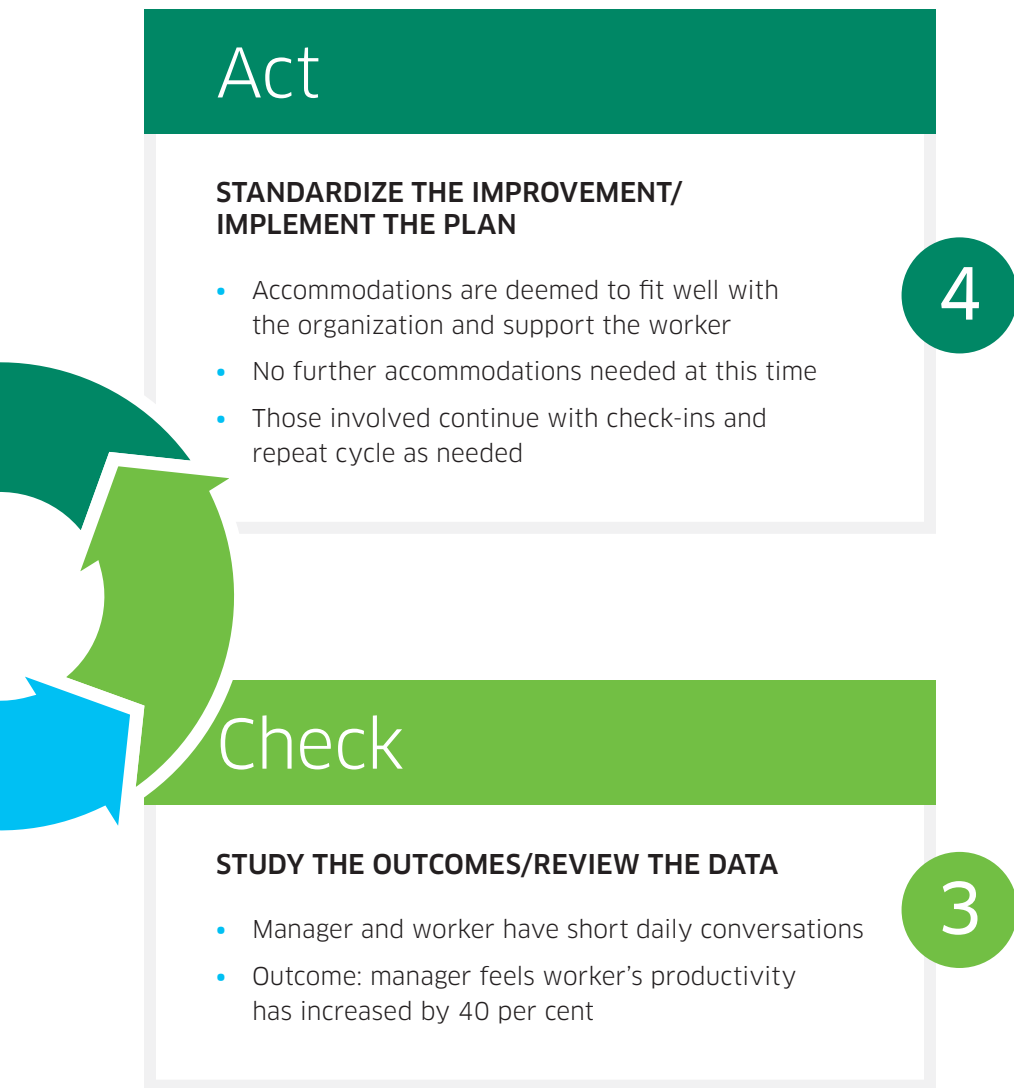 Act
STANDARDIZE THE IMPROVEMENT/
IMPLEMENT THE PLAN
• Accommodations are deemed to fit well with
the organization and support the worker
• No further accommodations needed at this time
• Those involved continue with check-ins and
repeat cycle as needed
4
Check
STUDY THE OUTCOMES/REVIEW THE DATA
• Manager and worker have short daily conversations
• Outcome: manager feels worker’s productivity
has increased by 40 per cent
3